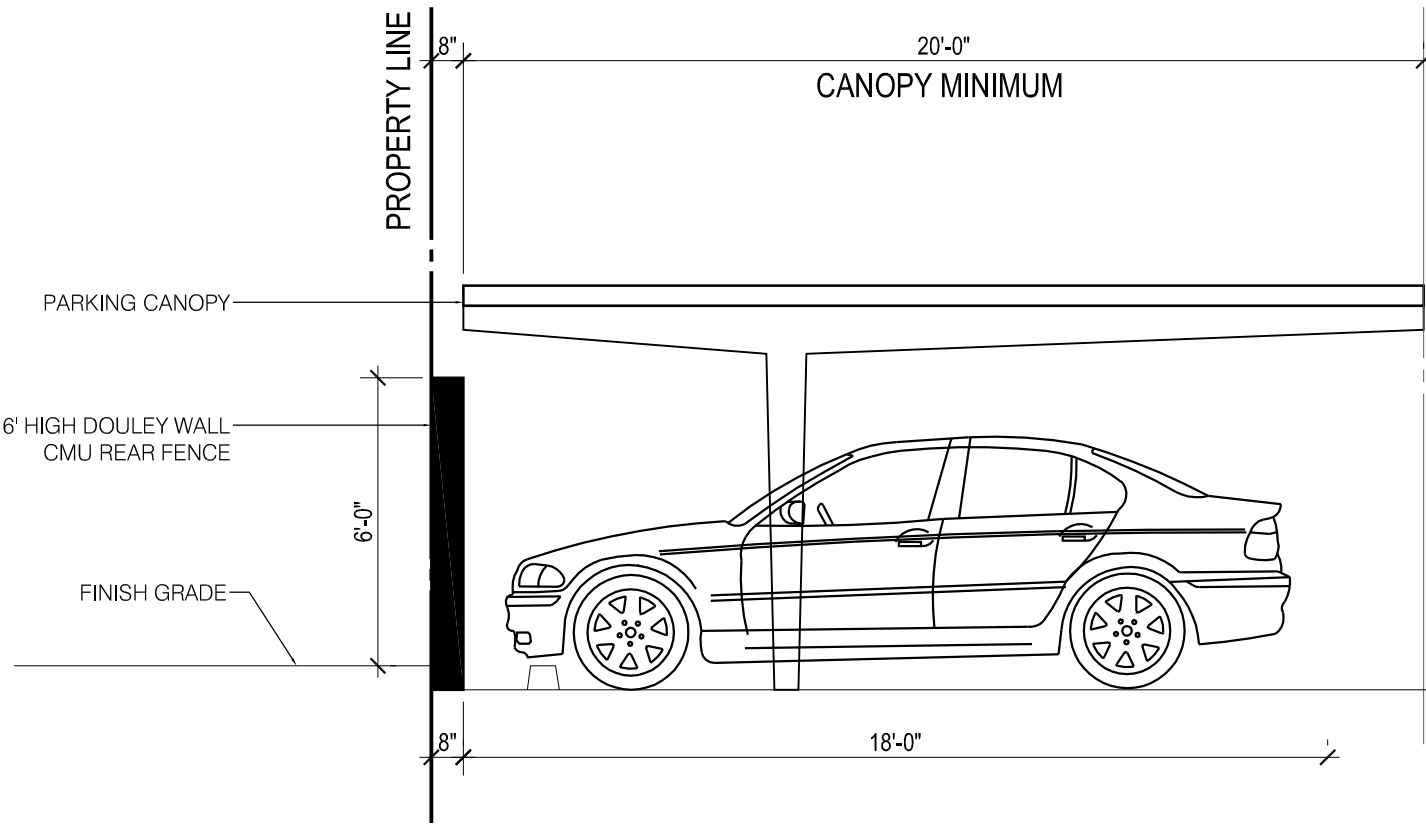 PROPERTY LINE
8"
20'-0"
CANOPY MINIMUM
PARKING CANOPY
6' HIGH DOULEY WALL
CMU REAR FENCE
6'-0"
FINISH GRADE
8"
18'-0"